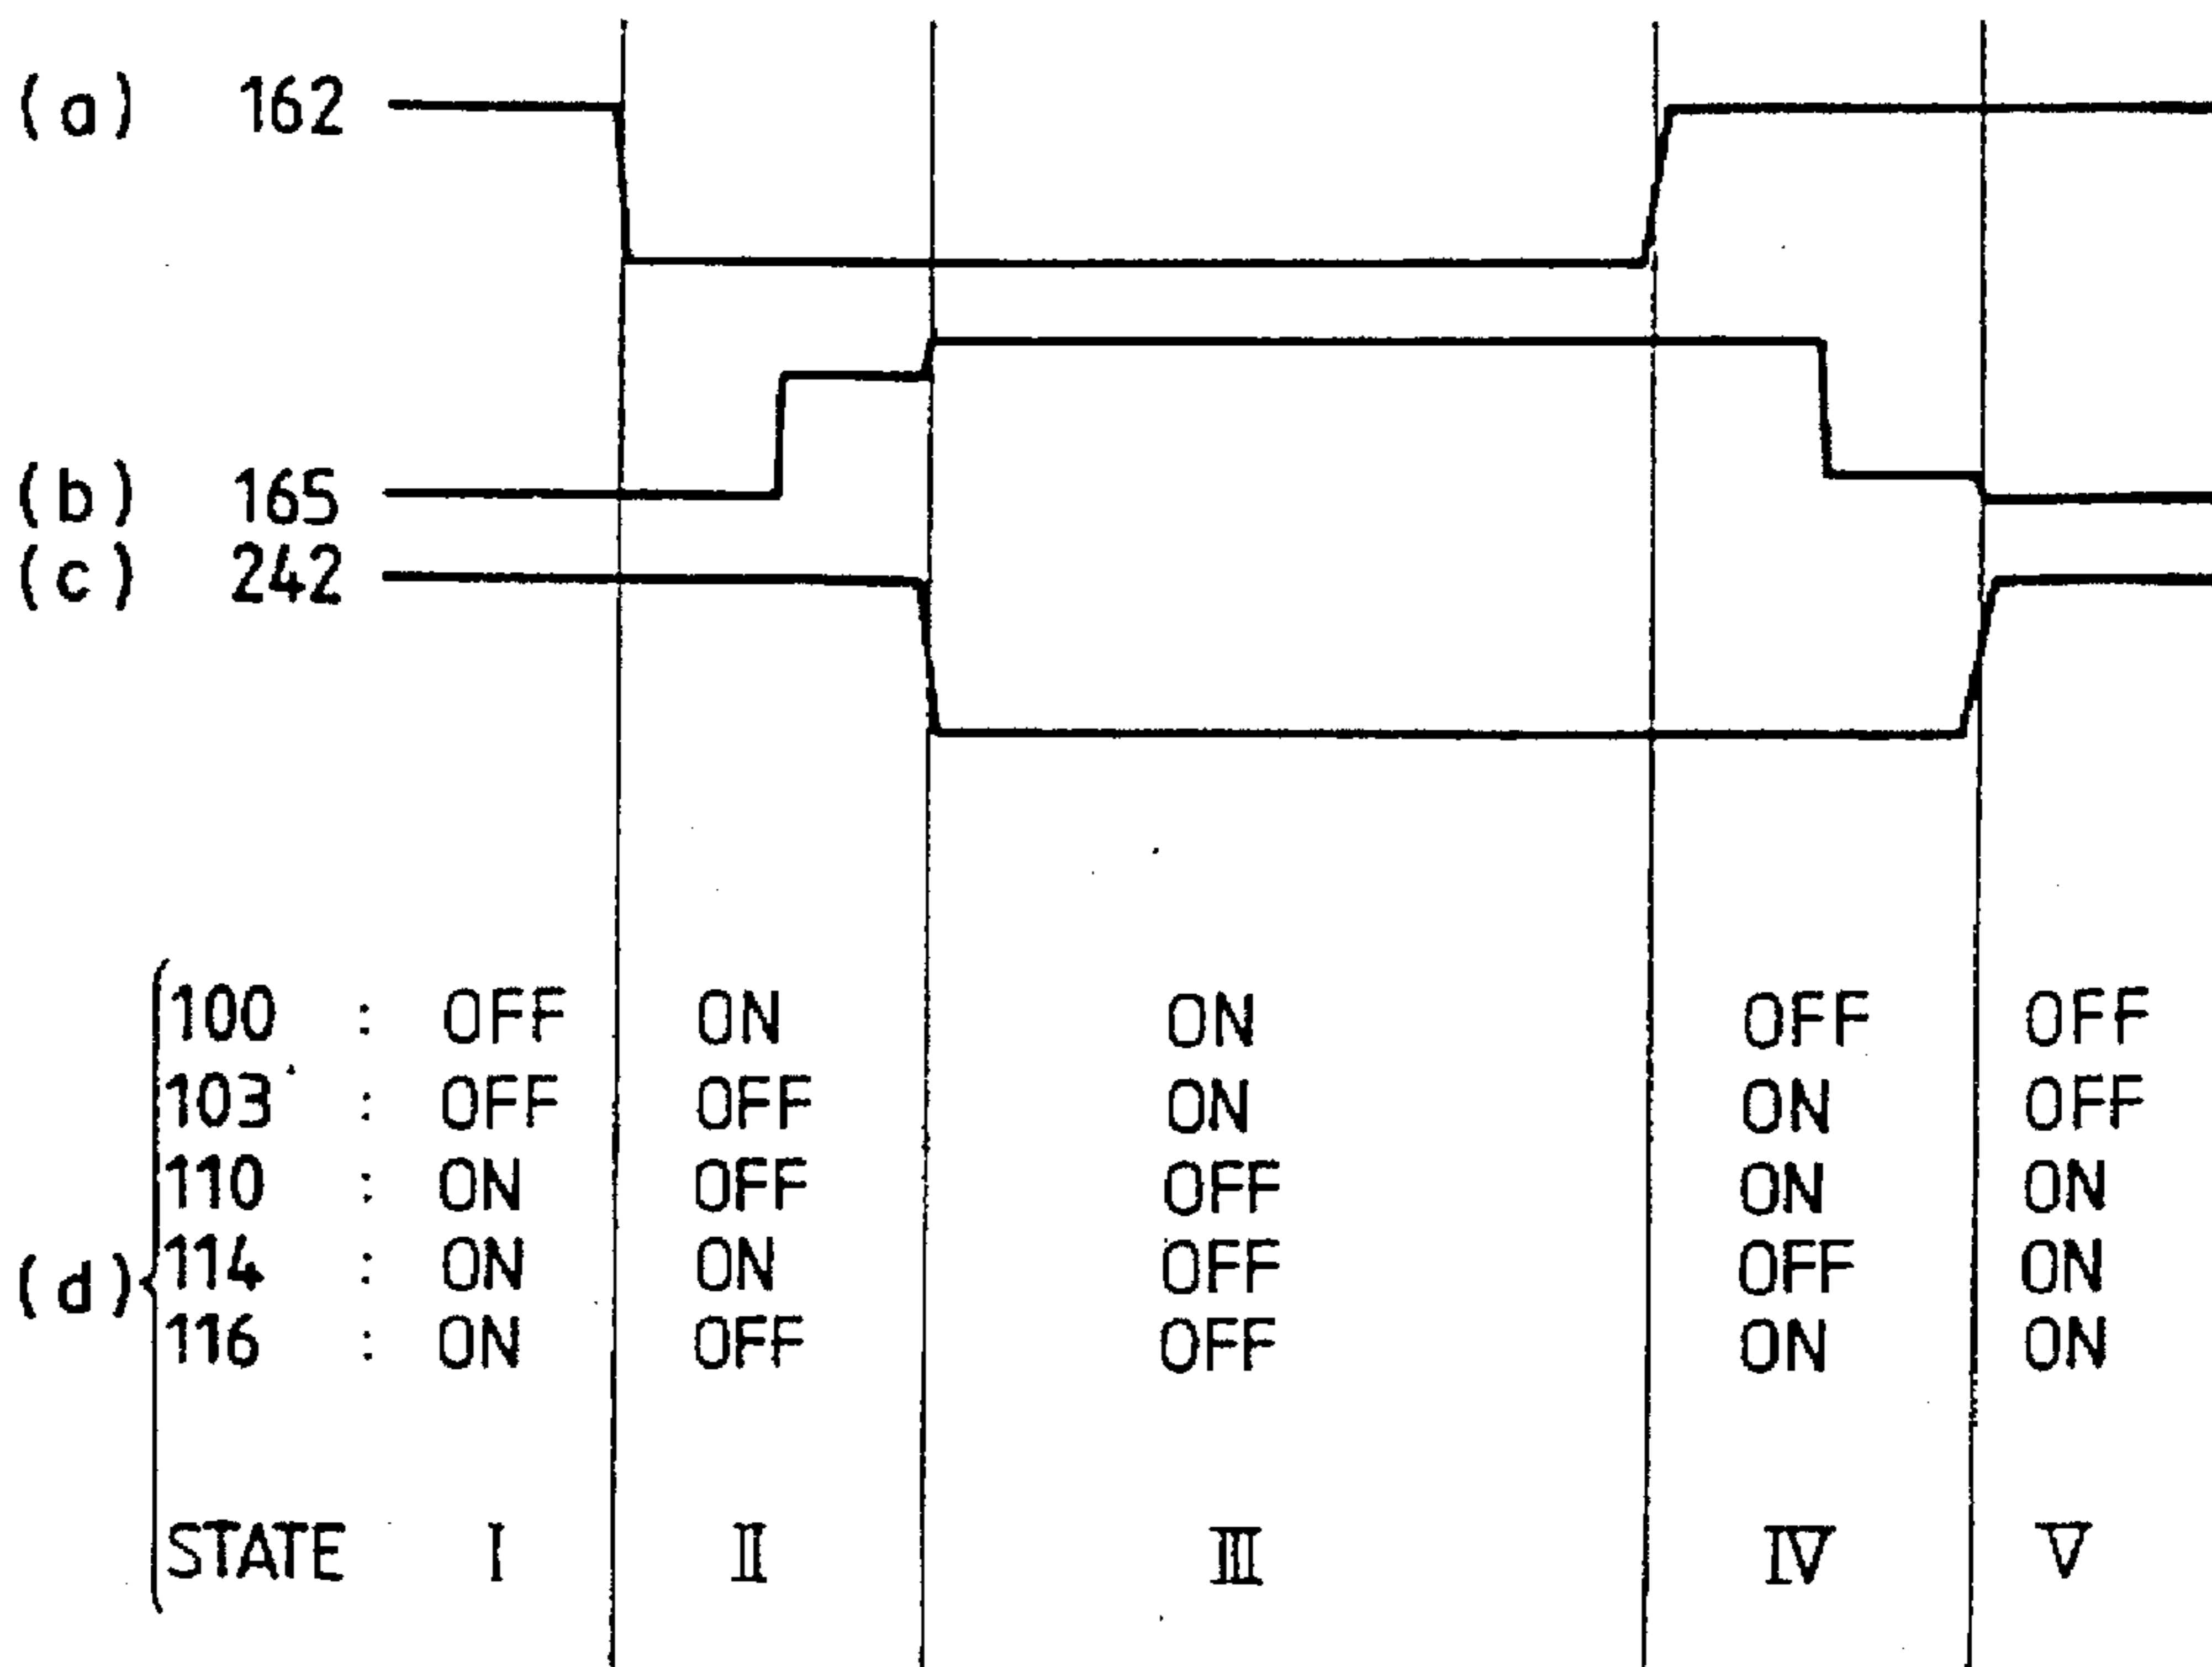 (a) 162
(b) 165
(c) 242
100 : OFF ON ON OFF OFF
103 : OFF OFF ON ON OFF
110 : ON OFF OFF ON ON
(d) 114 : ON ON OFF OFF ON
116 : ON OFF OFF ON ON
STATE I II III IV V